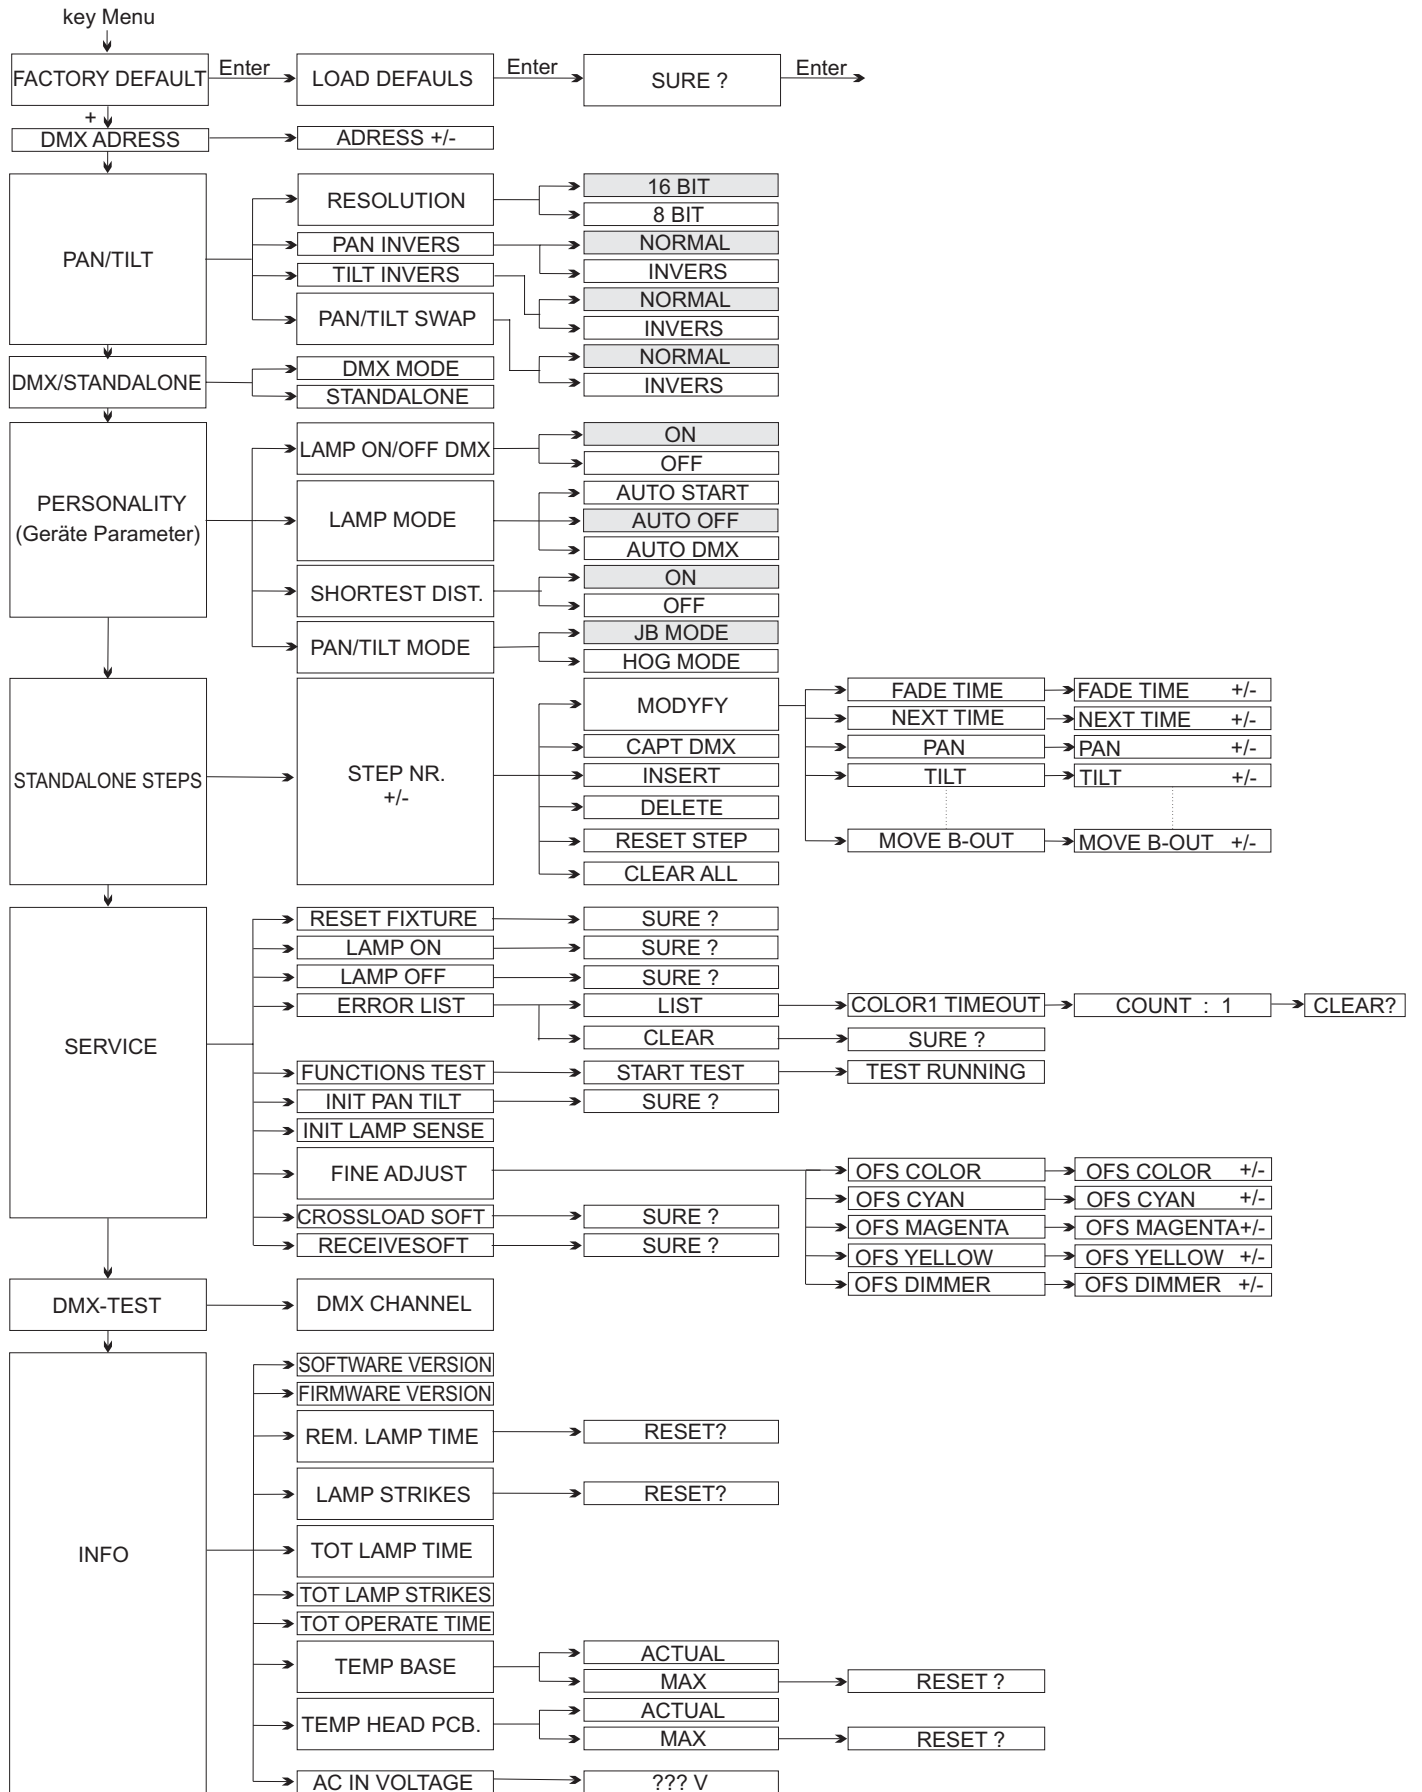 key Menu
FACTORY DEFAULT Enter LOAD DEFAULS Enter SURE ? Enter
+
DMX ADRESS ADRESS +/-
PAN/TILT
RESOLUTION
16 BIT
8 BIT
PAN INVERS
NORMAL
INVERS
TILT INVERS
NORMAL
INVERS
PAN/TILT SWAP
NORMAL
INVERS
DMX/STANDALONE
DMX MODE
STANDALONE
PERSONALITY
(Geräte Parameter)
LAMP ON/OFF DMX
ON
OFF
LAMP MODE
AUTO START
AUTO OFF
AUTO DMX
SHORTEST DIST.
ON
OFF
PAN/TILT MODE
JB MODE
HOG MODE
STANDALONE STEPS
STEP NR.
+/-
MODYFY
FADE TIME FADE TIME +/-
NEXT TIME NEXT TIME +/-
PAN PAN +/-
TILT TILT +/-
MOVE B-OUT MOVE B-OUT +/-
CAPT DMX
INSERT
DELETE
RESET STEP
CLEAR ALL
SERVICE
RESET FIXTURE SURE ?
LAMP ON SURE ?
LAMP OFF SURE ?
ERROR LIST LIST COLOR1 TIMEOUT COUNT : 1 CLEAR?
CLEAR SURE ?
FUNCTIONS TEST START TEST TEST RUNNING
INIT PAN TILT SURE ?
INIT LAMP SENSE
FINE ADJUST
OFS COLOR OFS COLOR +/-
OFS CYAN OFS CYAN +/-
OFS MAGENTA OFS MAGENTA+/-
OFS YELLOW OFS YELLOW +/-
OFS DIMMER OFS DIMMER +/-
CROSSLOAD SOFT SURE ?
RECEIVESOFT SURE ?
DMX-TEST DMX CHANNEL
INFO
SOFTWARE VERSION
FIRMWARE VERSION
REM. LAMP TIME RESET?
LAMP STRIKES RESET?
TOT LAMP TIME
TOT LAMP STRIKES
TOT OPERATE TIME
TEMP BASE
ACTUAL
MAX RESET ?
TEMP HEAD PCB.
ACTUAL
MAX RESET ?
AC IN VOLTAGE ??? V